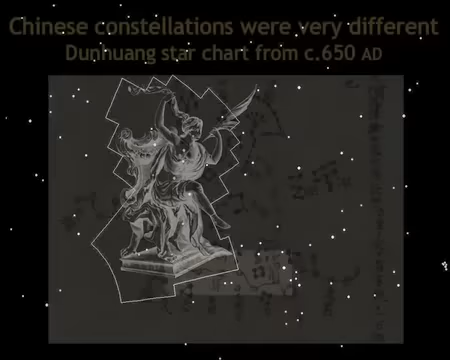 Chinese constellations were very different
Dunhuang star chart from c.650 AD